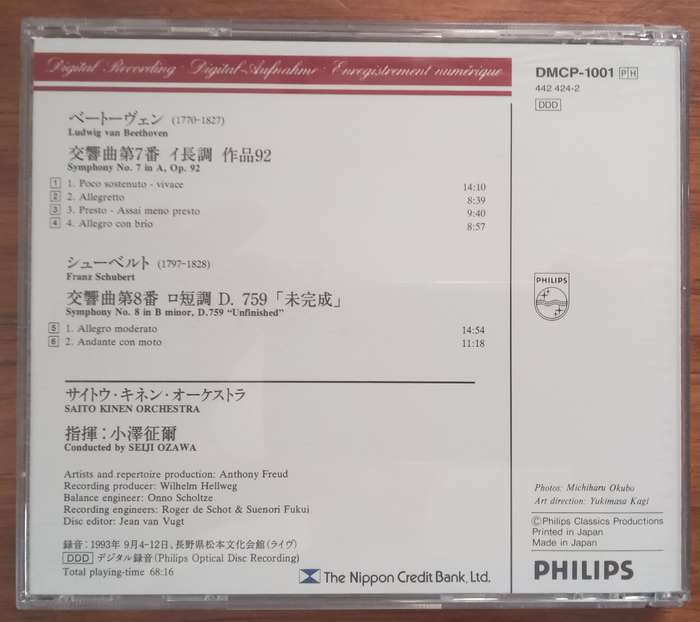 Digital Recording · Digital-Aufnahme · Enregistrement numérique
DMCP-1001 PH
442 424-2
DDD
ベートーヴェン (1770-1827)
Ludwig van Beethoven
交響曲第7番 イ長調 作品92
Symphony No. 7 in A, Op. 92
1 1. Poco sostenuto - vivace 14:10
2 2. Allegretto 8:39
3 3. Presto - Assai meno presto 9:40
4 4. Allegro con brio 8:57
シューベルト (1797-1828)
Franz Schubert
交響曲第8番 ロ短調 D. 759「未完成」
Symphony No. 8 in B minor, D.759 "Unfinished"
5 1. Allegro moderato 14:54
6 2. Andante con moto 11:18
サイトウ・キネン・オーケストラ
SAITO KINEN ORCHESTRA
指揮：小澤征爾
Conducted by SEIJI OZAWA
Artists and repertoire production: Anthony Freud
Recording producer: Wilhelm Hellweg
Balance engineer: Onno Scholtze
Recording engineers: Roger de Schot & Suenori Fukui
Disc editor: Jean van Vugt
録音：1993年 9月4-12日、長野県松本文化会館（ライヴ）
DDD デジタル録音(Philips Optical Disc Recording)
Total playing-time 68:16
The Nippon Credit Bank, Ltd.
PHILIPS
Photos: Michiharu Okubo
Art direction: Yukimasa Kagi
ⓅPhilips Classics Productions
Printed in Japan
Made in Japan
PHILIPS